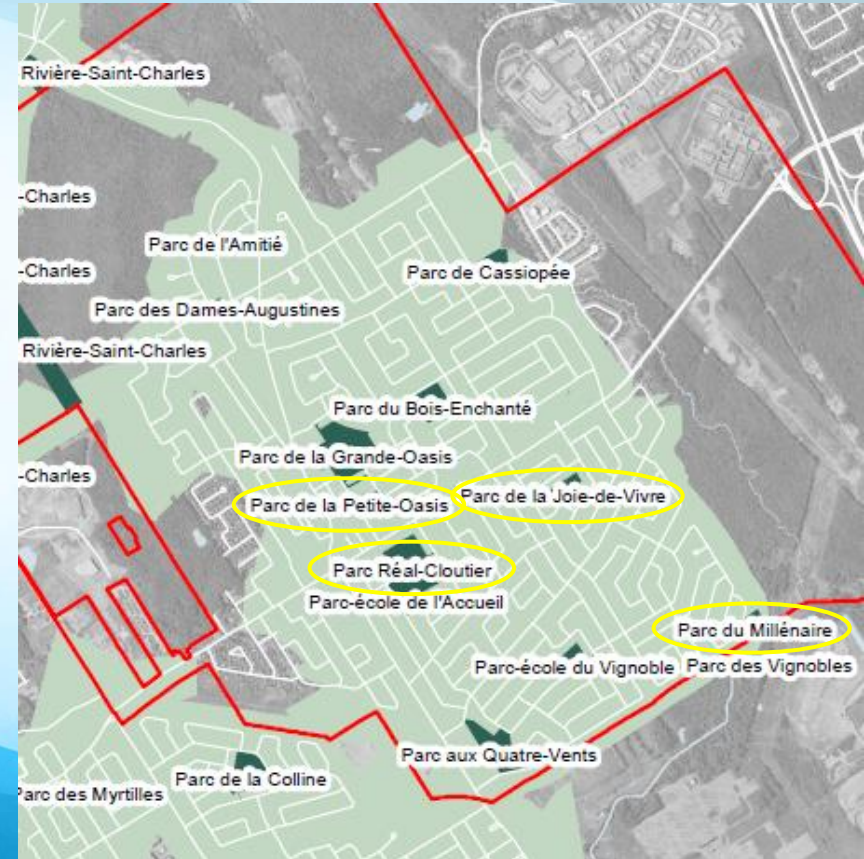 Rivière-Saint-Charles
-Charles
Parc de l'Amitié
-Charles
Parc de Cassiopée
Parc des Dames-Augustines
Rivière-Saint-Charles
Parc du Bois-Enchanté
Parc de la Grande-Oasis
-Charles
Parc de la Petite-Oasis
Parc de la Joie-de-Vivre
Parc Réal-Cloutier
Parc-école de l'Accueil
Parc du Millénaire
Parc-école du Vignoble
Parc des Vignobles
Parc aux Quatre-Vents
Parc de la Colline
Parc des Myrtilles